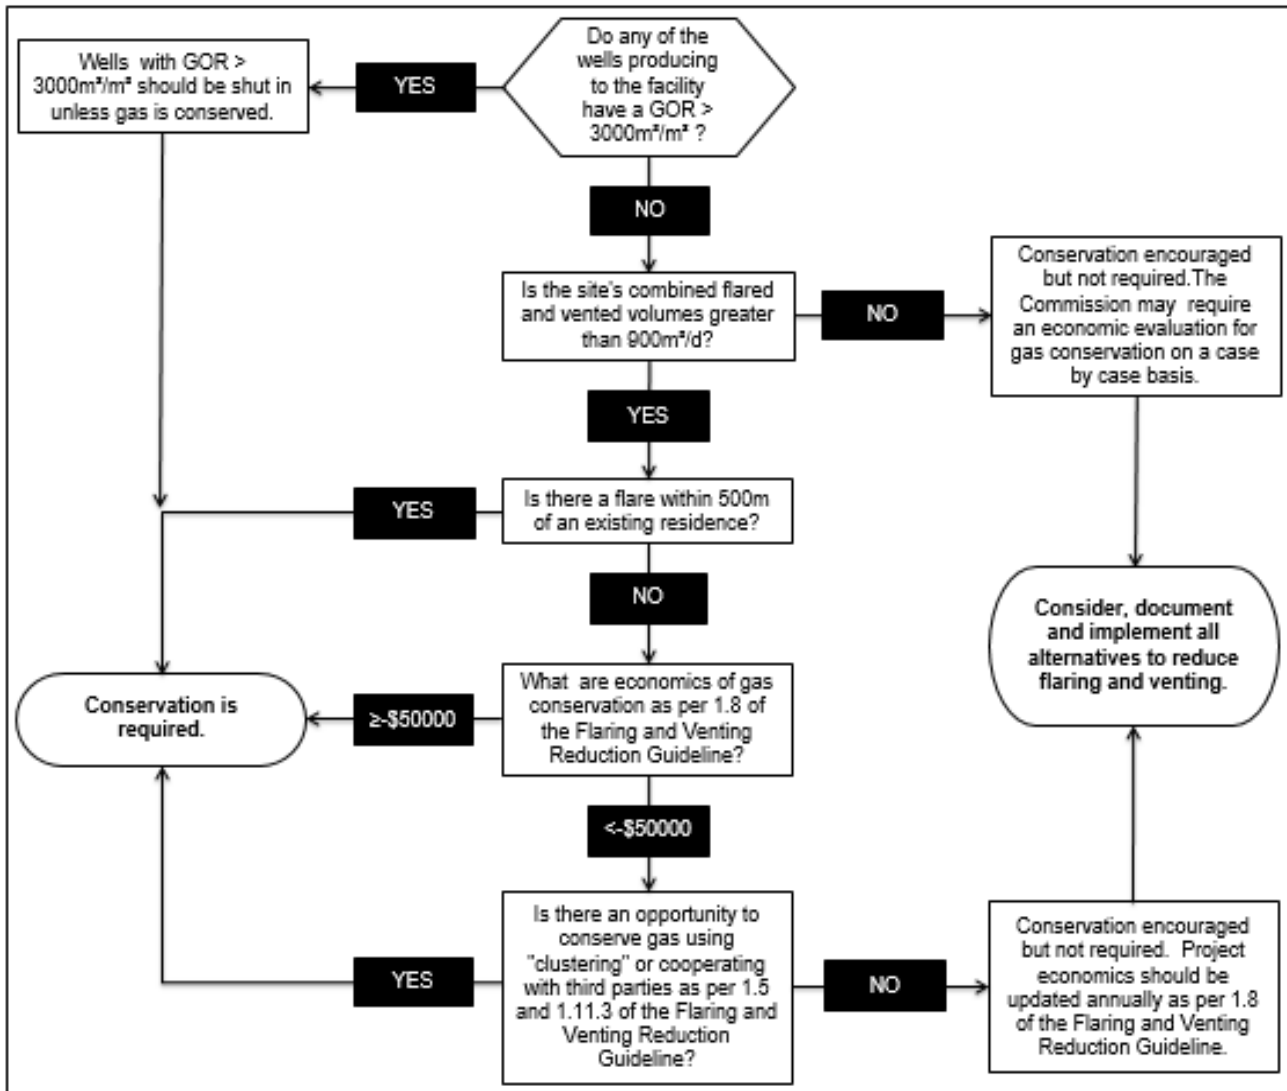 Do any of the
wells producing
to the facility
have a GOR >
3000m³/m³ ?
YES
Wells with GOR >
3000m³/m³ should be shut in
unless gas is conserved.
NO
Is the site's combined flared
and vented volumes greater
than 900m³/d?
NO
Conservation encouraged
but not required.The
Commission may require
an economic evaluation for
gas conservation on a case
by case basis.
YES
Is there a flare within 500m
of an existing residence?
YES
NO
What are economics of gas
conservation as per 1.8 of
the Flaring and Venting
Reduction Guideline?
≥-$50000
Conservation is
required.
Consider, document
and implement all
alternatives to reduce
flaring and venting.
<-$50000
Is there an opportunity to
conserve gas using
"clustering" or cooperating
with third parties as per 1.5
and 1.11.3 of the Flaring and
Venting Reduction
Guideline?
YES
NO
Conservation encouraged
but not required. Project
economics should be
updated annually as per 1.8
of the Flaring and Venting
Reduction Guideline.